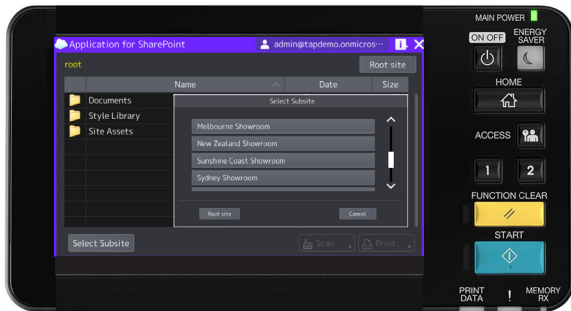 MAIN POWER
ON OFF
ENERGY SAVER
Application for SharePoint
admin@tapdemo.onmicros···
root
Root site
Name
Date
Size
HOME
Documents
Style Library
Site Assets
Select Subsite
Melbourne Showroom
New Zealand Showroom
Sunshine Coast Showroom
Sydney Showroom
Root site
Cancel
ACCESS
1
2
FUNCTION CLEAR
START
Select Subsite
Scan
Print
PRINT DATA
!
MEMORY RX